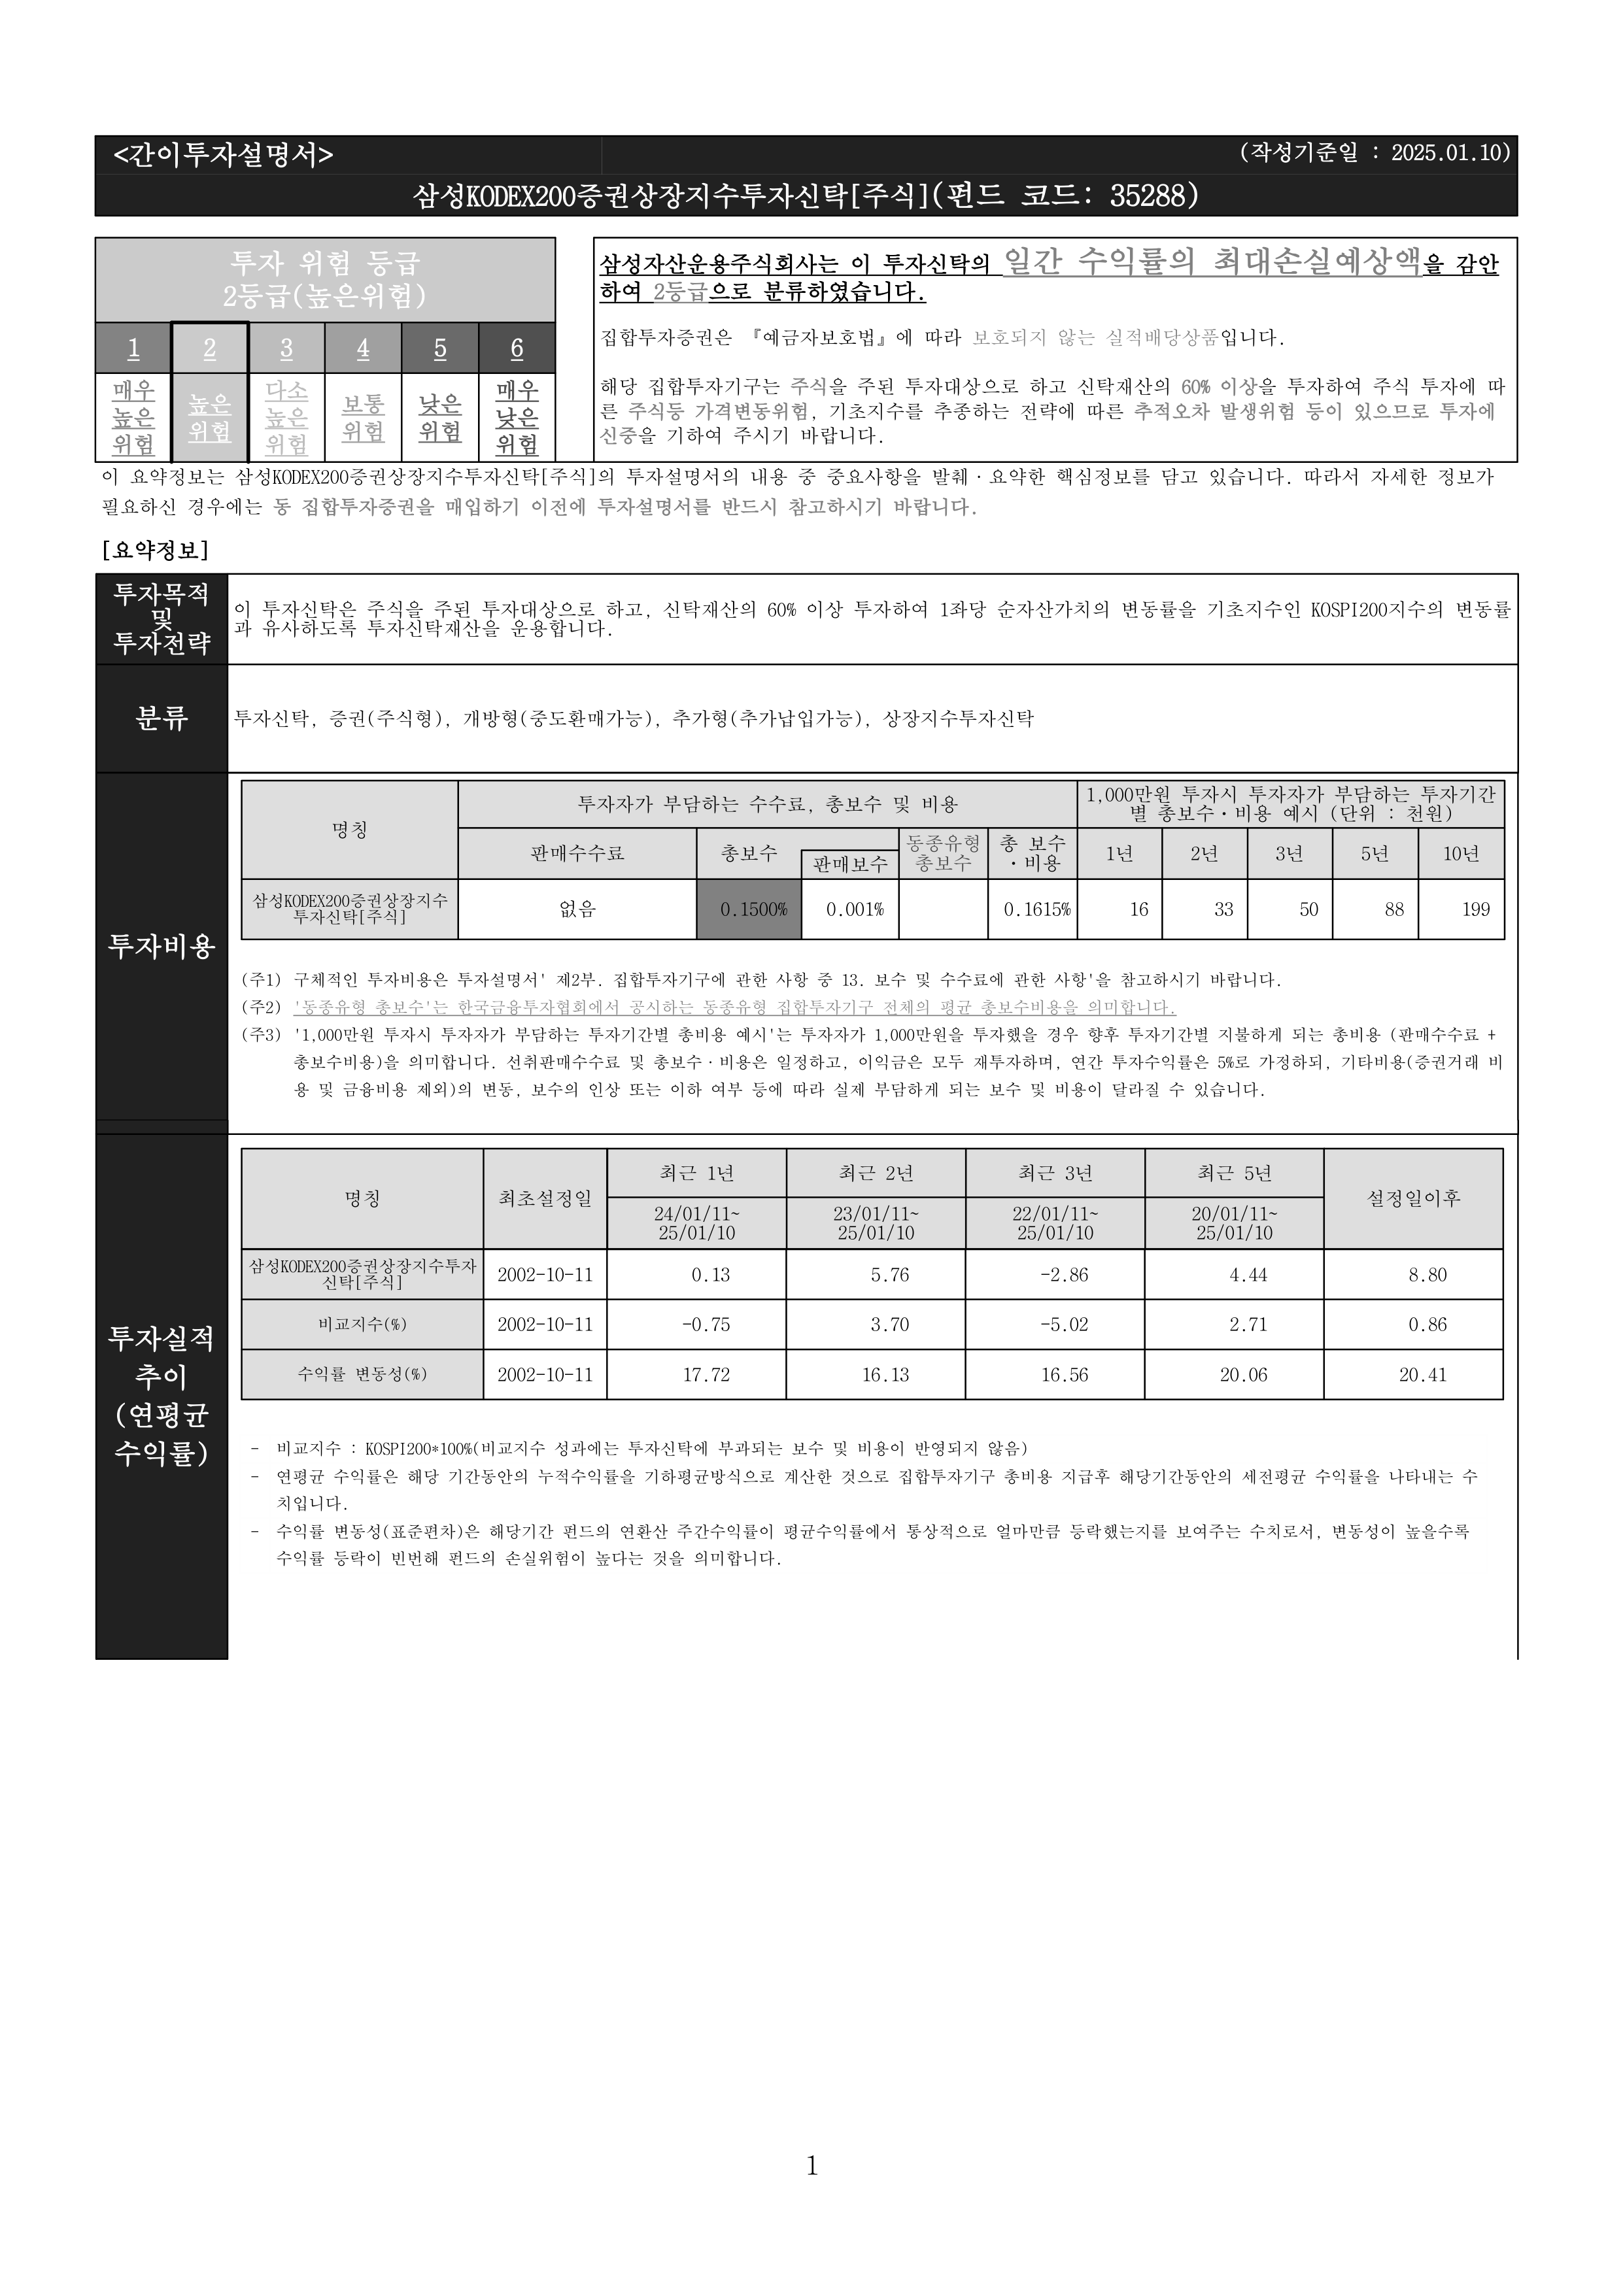 <간이투자설명서>
(작성기준일 : 2025.01.10)
삼성KODEX200증권상장지수투자신탁[주식](펀드 코드: 35288)
투자 위험 등급
2등급(높은위험)
1 2 3 4 5 6
매우 높은 위험
높은 위험
다소 높은 위험
보통 위험
낮은 위험
매우 낮은 위험
삼성자산운용주식회사는 이 투자신탁의 일간 수익률의 최대손실예상액을 감안
하여 2등급으로 분류하였습니다.
집합투자증권은 『예금자보호법』에 따라 보호되지 않는 실적배당상품입니다.
해당 집합투자기구는 주식을 주된 투자대상으로 하고 신탁재산의 60% 이상을 투자하여 주식 투자에 따
른 주식등 가격변동위험, 기초지수를 추종하는 전략에 따른 추적오차 발생위험 등이 있으므로 투자에
신중을 기하여 주시기 바랍니다.
이 요약정보는 삼성KODEX200증권상장지수투자신탁[주식]의 투자설명서의 내용 중 중요사항을 발췌·요약한 핵심정보를 담고 있습니다. 따라서 자세한 정보가
필요하신 경우에는 동 집합투자증권을 매입하기 이전에 투자설명서를 반드시 참고하시기 바랍니다.
[요약정보]
투자목적
및
투자전략
이 투자신탁은 주식을 주된 투자대상으로 하고, 신탁재산의 60% 이상 투자하여 1좌당 순자산가치의 변동률을 기초지수인 KOSPI200지수의 변동률
과 유사하도록 투자신탁재산을 운용합니다.
분류
투자신탁, 증권(주식형), 개방형(중도환매가능), 추가형(추가납입가능), 상장지수투자신탁
투자비용
명칭
투자자가 부담하는 수수료, 총보수 및 비용
1,000만원 투자시 투자자가 부담하는 투자기간
별 총보수·비용 예시 (단위 : 천원)
판매수수료
총보수
판매보수
동종유형
총보수
총 보수
·비용
1년 2년 3년 5년 10년
삼성KODEX200증권상장지수
투자신탁[주식]
없음 0.1500% 0.001% 0.1615% 16 33 50 88 199
(주1) 구체적인 투자비용은 투자설명서' 제2부. 집합투자기구에 관한 사항 중 13. 보수 및 수수료에 관한 사항'을 참고하시기 바랍니다.
(주2) '동종유형 총보수'는 한국금융투자협회에서 공시하는 동종유형 집합투자기구 전체의 평균 총보수비용을 의미합니다.
(주3) '1,000만원 투자시 투자자가 부담하는 투자기간별 총비용 예시'는 투자자가 1,000만원을 투자했을 경우 향후 투자기간별 지불하게 되는 총비용 (판매수수료 +
총보수비용)을 의미합니다. 선취판매수수료 및 총보수·비용은 일정하고, 이익금은 모두 재투자하며, 연간 투자수익률은 5%로 가정하되, 기타비용(증권거래 비
용 및 금융비용 제외)의 변동, 보수의 인상 또는 이하 여부 등에 따라 실제 부담하게 되는 보수 및 비용이 달라질 수 있습니다.
투자실적
추이
(연평균
수익률)
명칭 최초설정일 최근 1년 최근 2년 최근 3년 최근 5년 설정일이후
24/01/11~
25/01/10
23/01/11~
25/01/10
22/01/11~
25/01/10
20/01/11~
25/01/10
삼성KODEX200증권상장지수투자
신탁[주식]
2002-10-11 0.13 5.76 -2.86 4.44 8.80
비교지수(%) 2002-10-11 -0.75 3.70 -5.02 2.71 0.86
수익률 변동성(%) 2002-10-11 17.72 16.13 16.56 20.06 20.41
- 비교지수 : KOSPI200*100%(비교지수 성과에는 투자신탁에 부과되는 보수 및 비용이 반영되지 않음)
- 연평균 수익률은 해당 기간동안의 누적수익률을 기하평균방식으로 계산한 것으로 집합투자기구 총비용 지급후 해당기간동안의 세전평균 수익률을 나타내는 수
치입니다.
- 수익률 변동성(표준편차)은 해당기간 펀드의 연환산 주간수익률이 평균수익률에서 통상적으로 얼마만큼 등락했는지를 보여주는 수치로서, 변동성이 높을수록
수익률 등락이 빈번해 펀드의 손실위험이 높다는 것을 의미합니다.
1